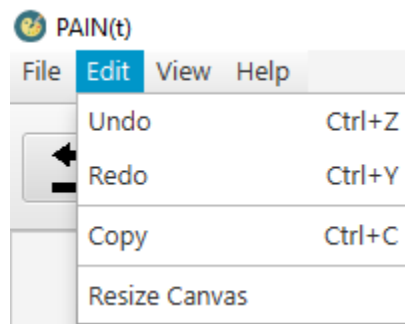 PAIN(t)
File Edit View Help
Undo Ctrl+Z
Redo Ctrl+Y
Copy Ctrl+C
Resize Canvas